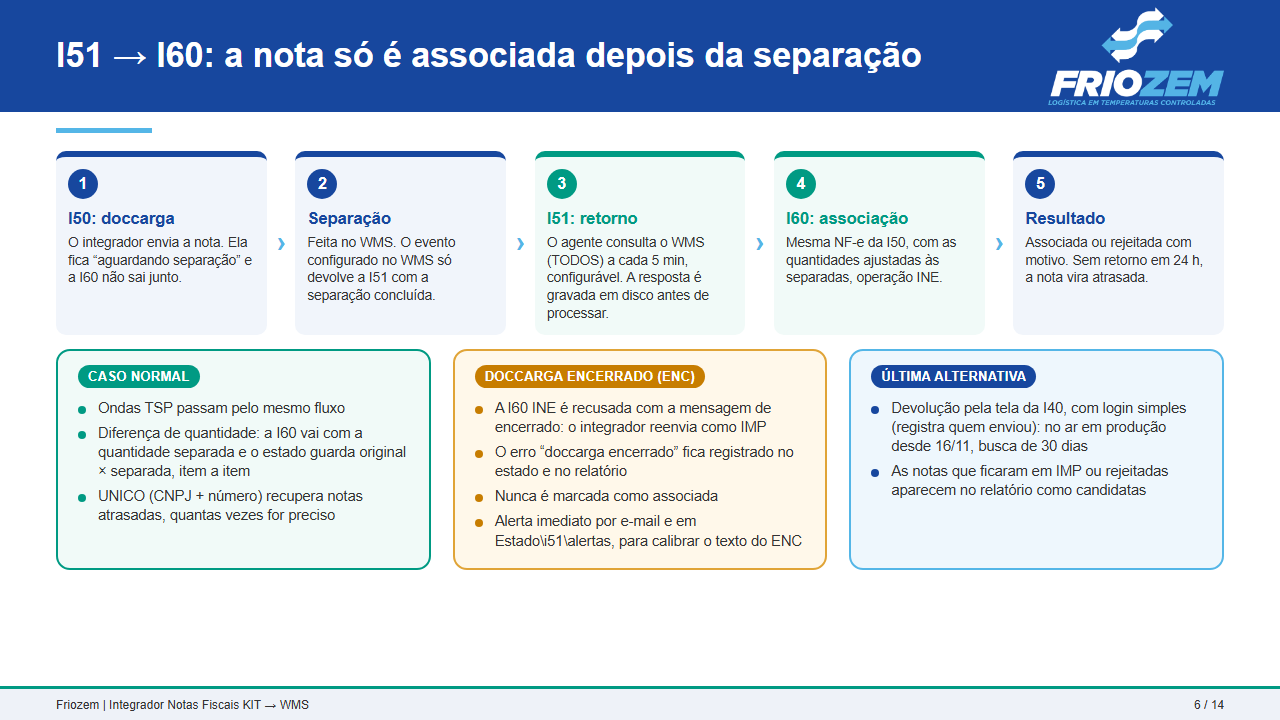 I51 → I60: a nota só é associada depois da separação
FRIOZEM
LOGÍSTICA EM TEMPERATURAS CONTROLADAS
1
I50: doccarga
O integrador envia a nota. Ela
fica “aguardando separação” e
a I60 não sai junto.
›
2
Separação
Feita no WMS. O evento
configurado no WMS só
devolve a I51 com a
separação concluída.
›
3
I51: retorno
O agente consulta o WMS
(TODOS) a cada 5 min,
configurável. A resposta é
gravada em disco antes de
processar.
›
4
I60: associação
Mesma NF-e da I50, com as
quantidades ajustadas às
separadas, operação INE.
›
5
Resultado
Associada ou rejeitada com
motivo. Sem retorno em 24 h,
a nota vira atrasada.
CASO NORMAL
Ondas TSP passam pelo mesmo fluxo
Diferença de quantidade: a I60 vai com a
quantidade separada e o estado guarda original
× separada, item a item
UNICO (CNPJ + número) recupera notas
atrasadas, quantas vezes for preciso
DOCCARGA ENCERRADO (ENC)
A I60 INE é recusada com a mensagem de
encerrado: o integrador reenvia como IMP
O erro “doccarga encerrado” fica registrado no
estado e no relatório
Nunca é marcada como associada
Alerta imediato por e-mail e em
Estado\i51\alertas, para calibrar o texto do ENC
ÚLTIMA ALTERNATIVA
Devolução pela tela da I40, com login simples
(registra quem enviou): no ar em produção
desde 16/11, busca de 30 dias
As notas que ficaram em IMP ou rejeitadas
aparecem no relatório como candidatas
Friozem | Integrador Notas Fiscais KIT → WMS
6 / 14